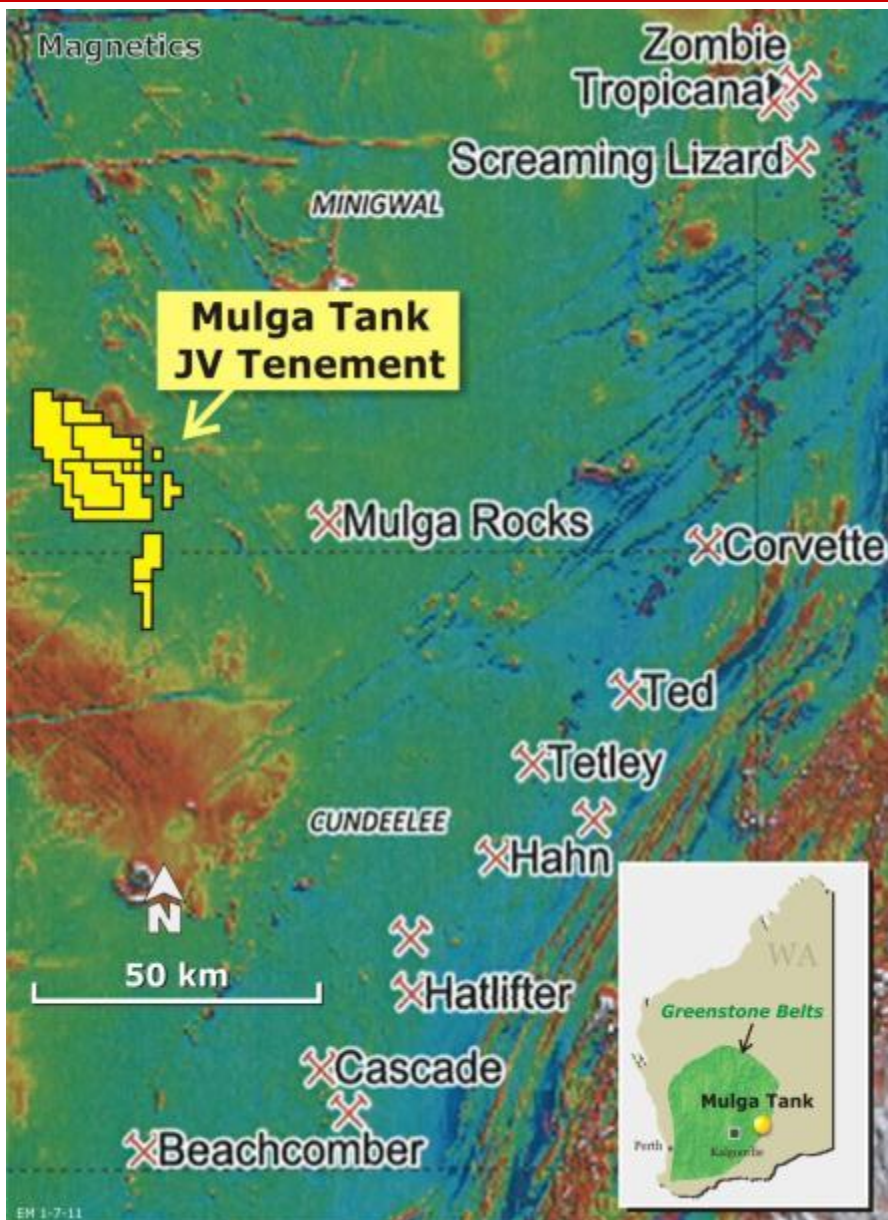 Magnetics
Zombie
Tropicana
Screaming Lizard
MINIGWAL
Mulga Tank
JV Tenement
Mulga Rocks
Corvette
Ted
Tetley
CUNDEELEE
Hahn
N
50 km
Hatlifter
Cascade
Beachcomber
WA
Greenstone Belts
Mulga Tank
Perth
Kalgoorlie
EM 1-7-11